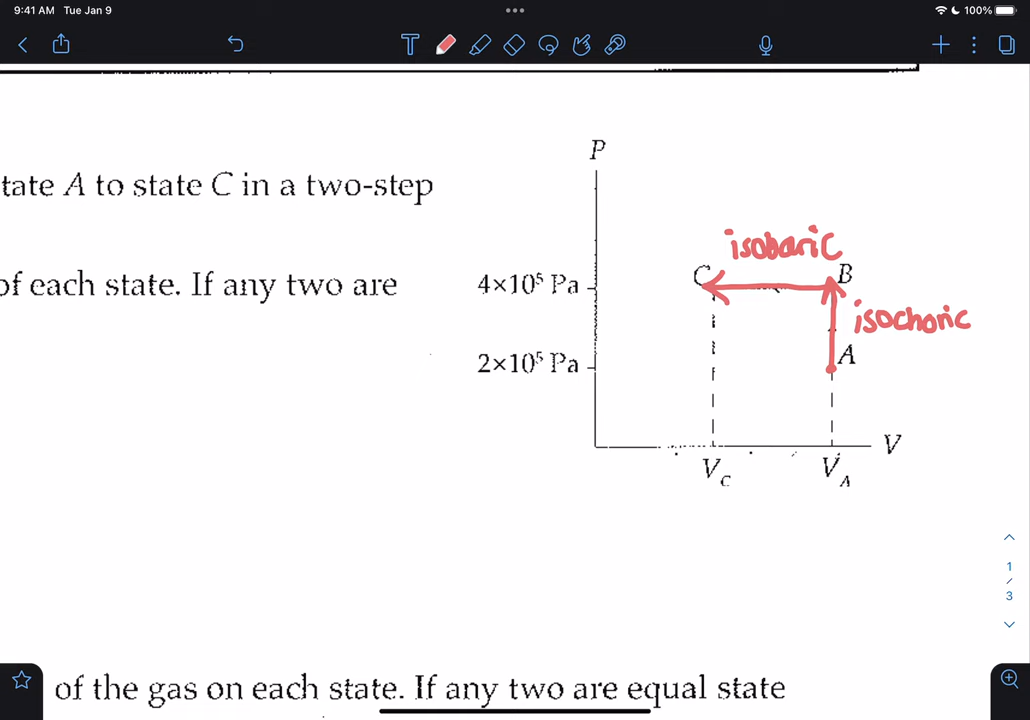 9:41 AM Tue Jan 9
100%
tate A to state C in a two-step
of each state. If any two are
P
isobaric
C
B
4×10⁵ Pa
isochoric
A
2×10⁵ Pa
V
V_C
V_A
1
/
3
of the gas on each state. If any two are equal state